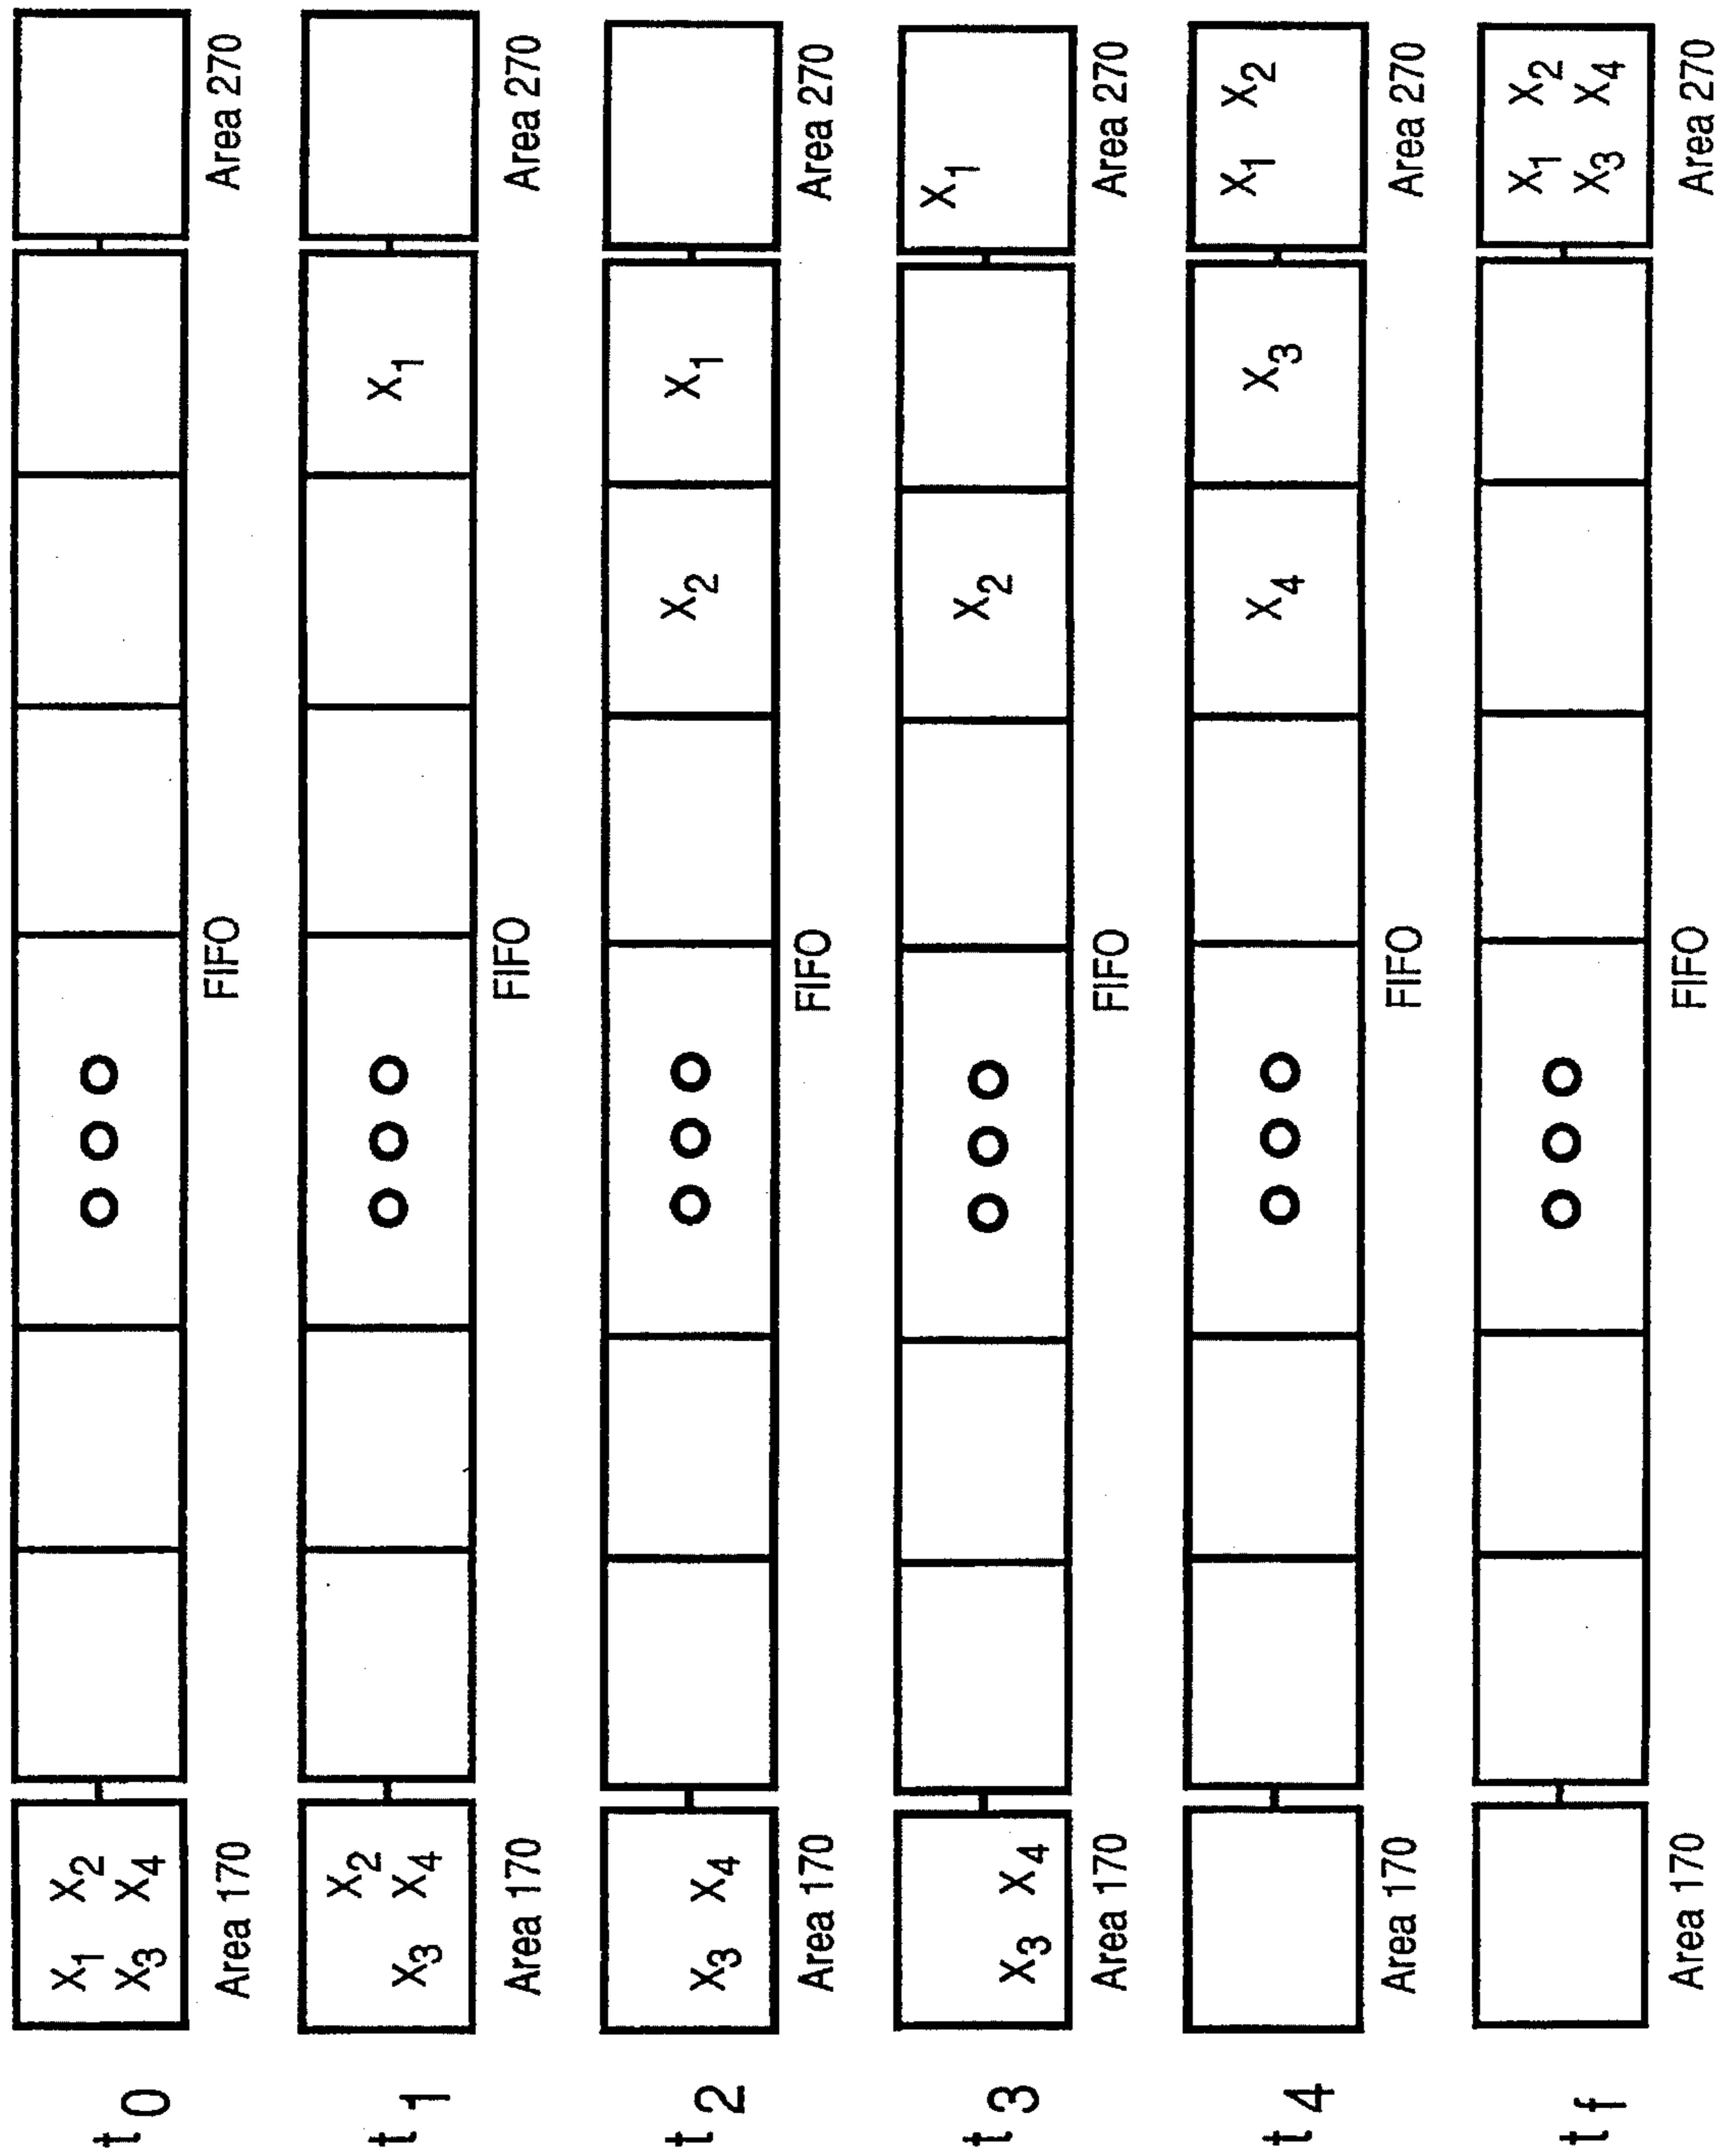 t0 X1 X2 Area 270
X3 X4
Area 170 FIFO
t1 X2 X1 Area 270
X3 X4
Area 170 FIFO
t2 X3 X4 X2 X1
Area 170 FIFO Area 270
t3 X3 X4 X2 X1
Area 170 FIFO Area 270
t4 X4 X3 X1 X2
Area 170 FIFO Area 270
tf X1 X2
X3 X4
Area 170 FIFO Area 270